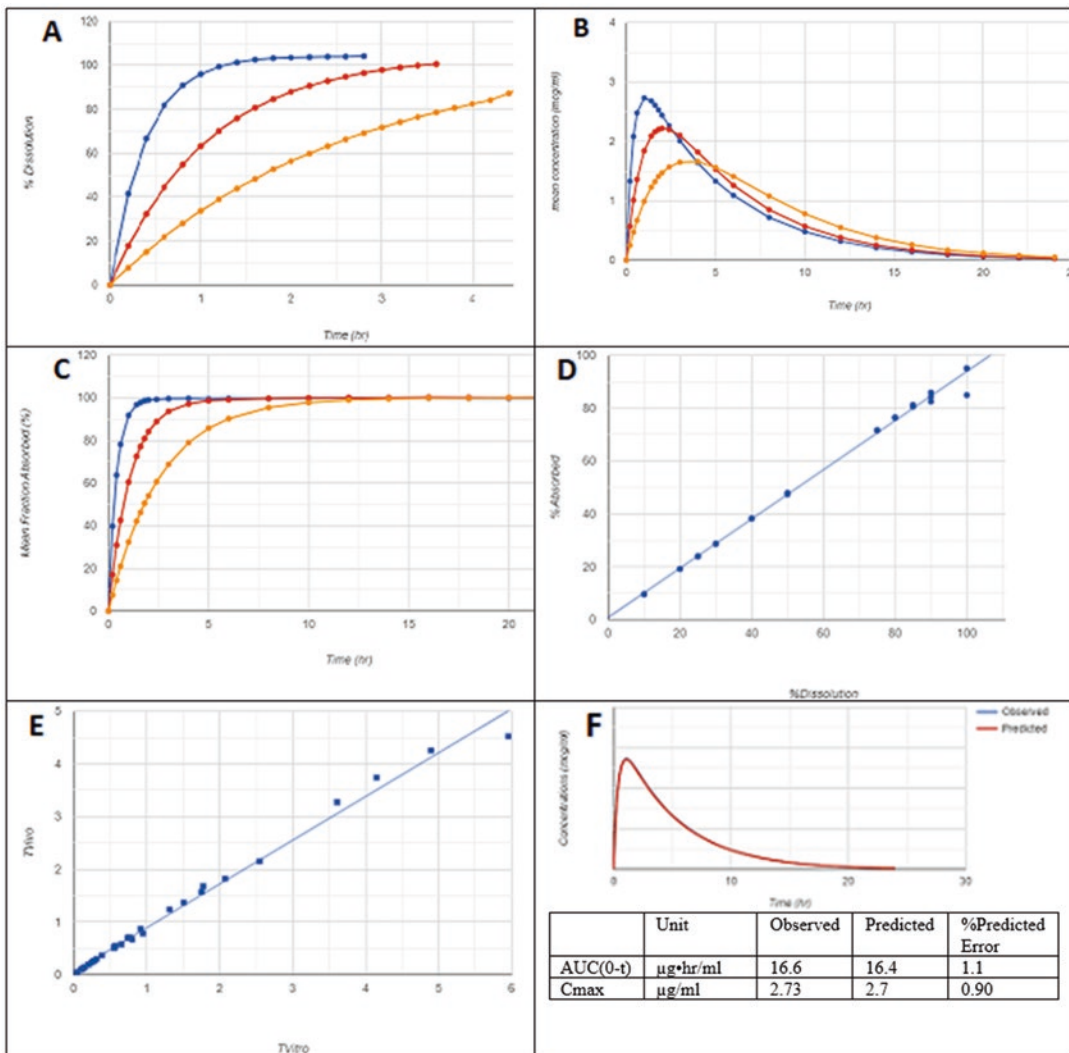 A
120
100
80
60
40
20
0
% Dissolution
0 1 2 3 4
Time (hr)
B
4
3
2
1
0
mean concentration (mcg/ml)
0 5 10 15 20 2
Time (hr)
C
120
100
80
60
40
20
0
Mean Fraction Absorbed (%)
0 5 10 15 20
Time (hr)
D
100
80
60
40
20
0
%Absorbed
0 20 40 60 80 100
%Dissolution
E
5
4
3
2
1
0
TVivo
0 1 2 3 4 5 6
TVitro
F
Observed
Predicted
Concentrations (mcg/ml)
0 10 20 30
Time (hr)
Unit Observed Predicted %Predicted
Error
AUC(0-t) µg•hr/ml 16.6 16.4 1.1
Cmax µg/ml 2.73 2.7 0.90